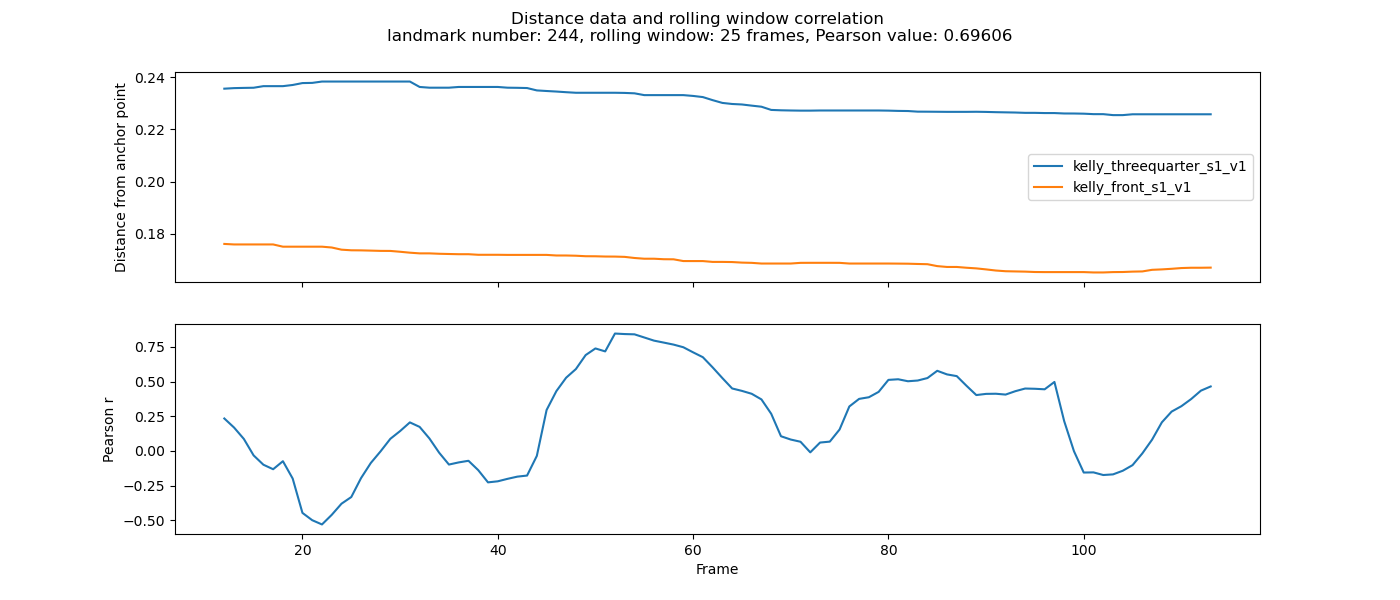 Distance data and rolling window correlation
landmark number: 244, rolling window: 25 frames, Pearson value: 0.69606
0.24
0.22
0.20
0.18
Distance from anchor point
kelly_threequarter_s1_v1
kelly_front_s1_v1
0.75
0.50
0.25
0.00
−0.25
−0.50
Pearson r
20 40 60 80 100
Frame